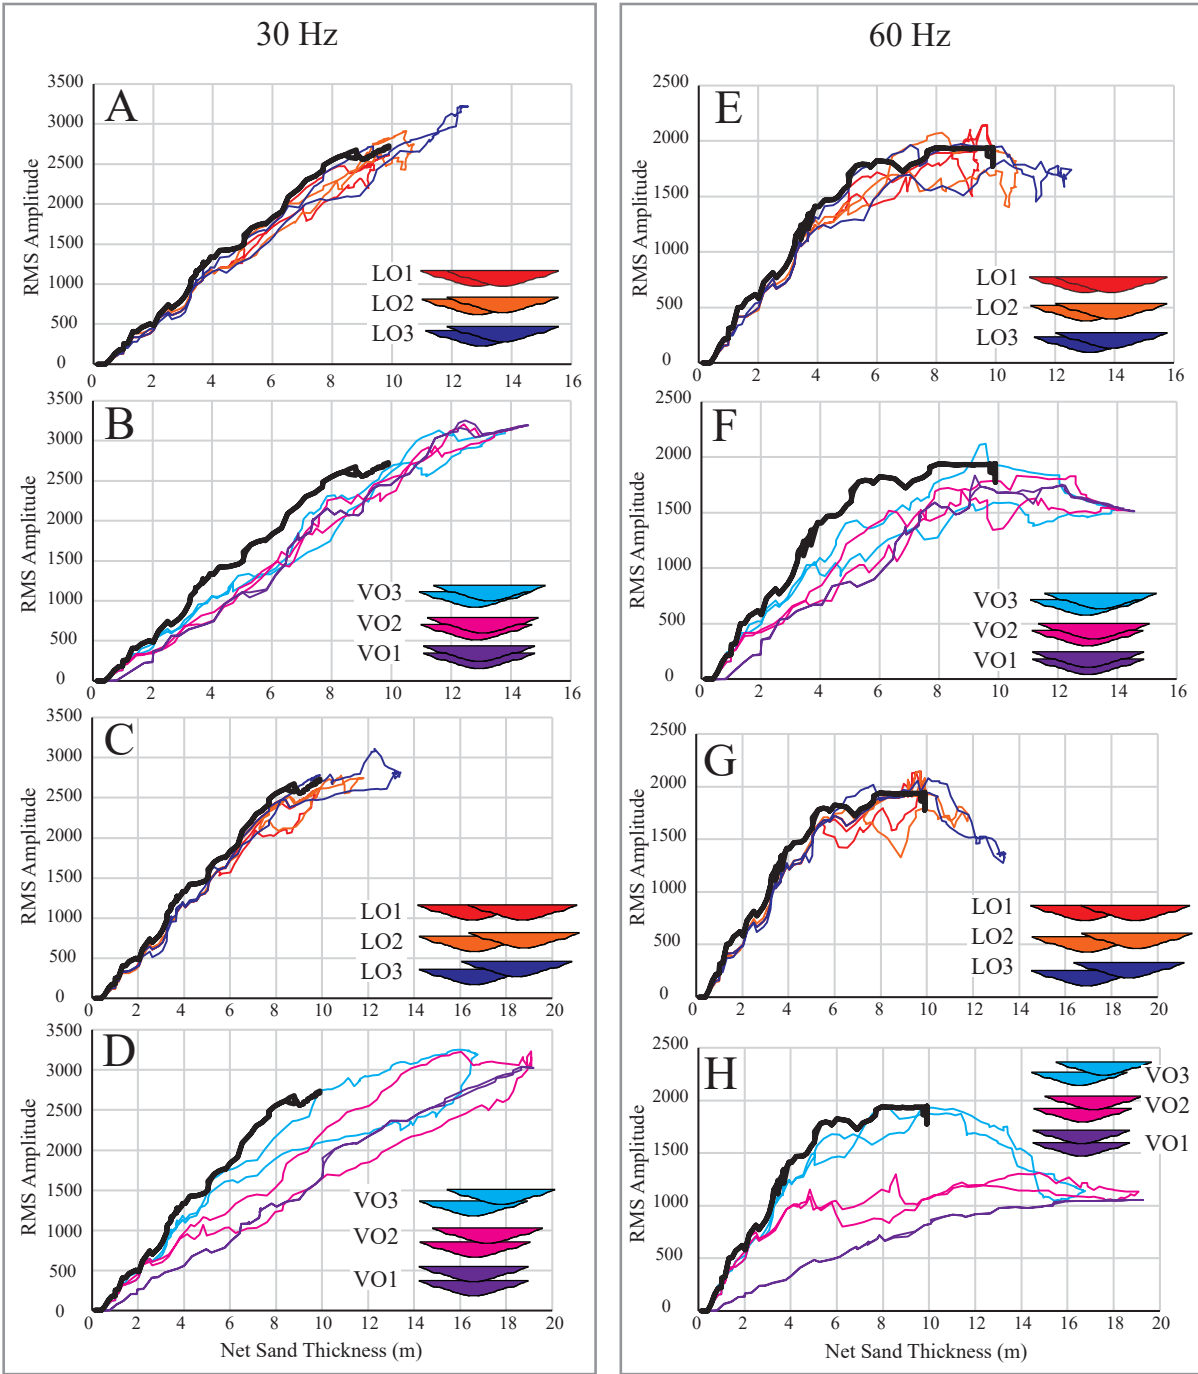 30 Hz
A
RMS Amplitude
3500
3000
2500
2000
1500
1000
500
0
LO1
LO2
LO3
0 2 4 6 8 10 12 14 16
B
RMS Amplitude
3500
3000
2500
2000
1500
1000
500
0
VO3
VO2
VO1
0 2 4 6 8 10 12 14 16
C
RMS Amplitude
3500
3000
2500
2000
1500
1000
500
0
LO1
LO2
LO3
0 2 4 6 8 10 12 14 16 18 20
D
RMS Amplitude
3500
3000
2500
2000
1500
1000
500
0
VO3
VO2
VO1
0 2 4 6 8 10 12 14 16 18 20
Net Sand Thickness (m)
60 Hz
E
RMS Amplitude
2500
2000
1500
1000
500
0
LO1
LO2
LO3
0 2 4 6 8 10 12 14 16
F
RMS Amplitude
2500
2000
1500
1000
500
0
VO3
VO2
VO1
0 2 4 6 8 10 12 14 16
G
RMS Amplitude
2500
2000
1500
1000
500
0
LO1
LO2
LO3
0 2 4 6 8 10 12 14 16 18 20
H
RMS Amplitude
2500
2000
1500
1000
500
0
VO3
VO2
VO1
0 2 4 6 8 10 12 14 16 18 20
Net Sand Thickness (m)